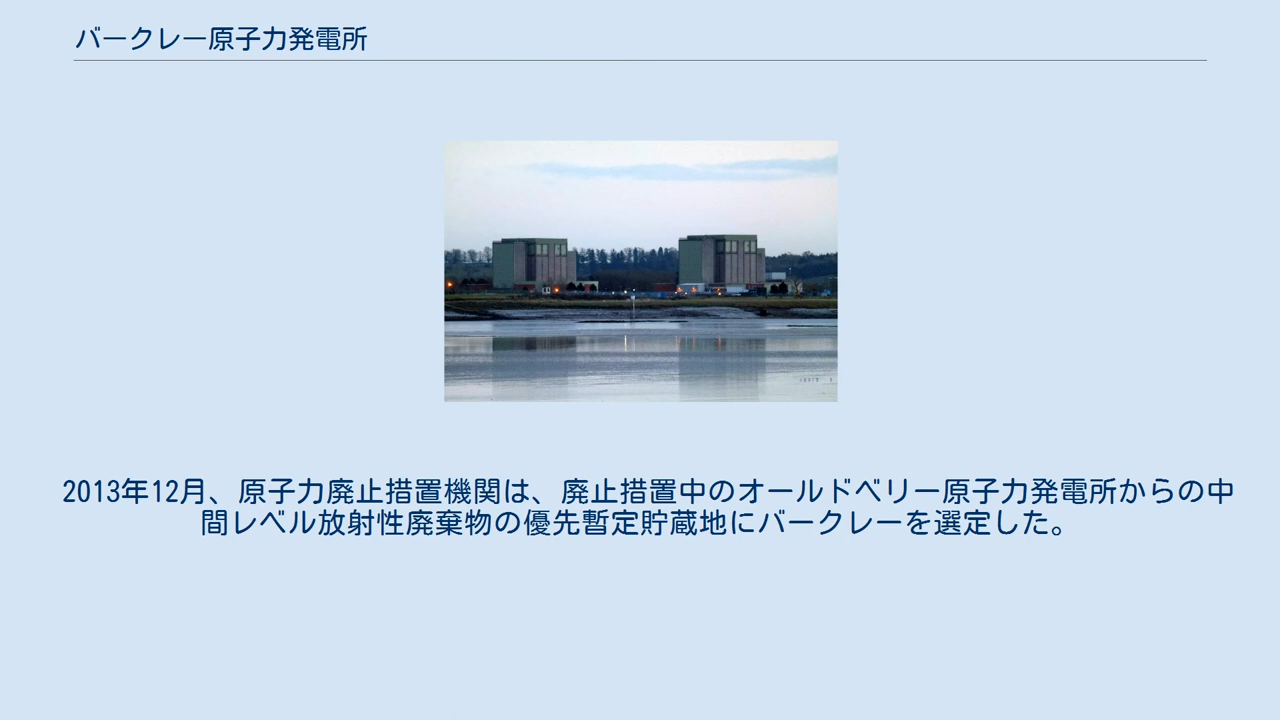 バークレー原子力発電所
2013年12月、原子力廃止措置機関は、廃止措置中のオールドベリー原子力発電所からの中
間レベル放射性廃棄物の優先暫定貯蔵地にバークレーを選定した。